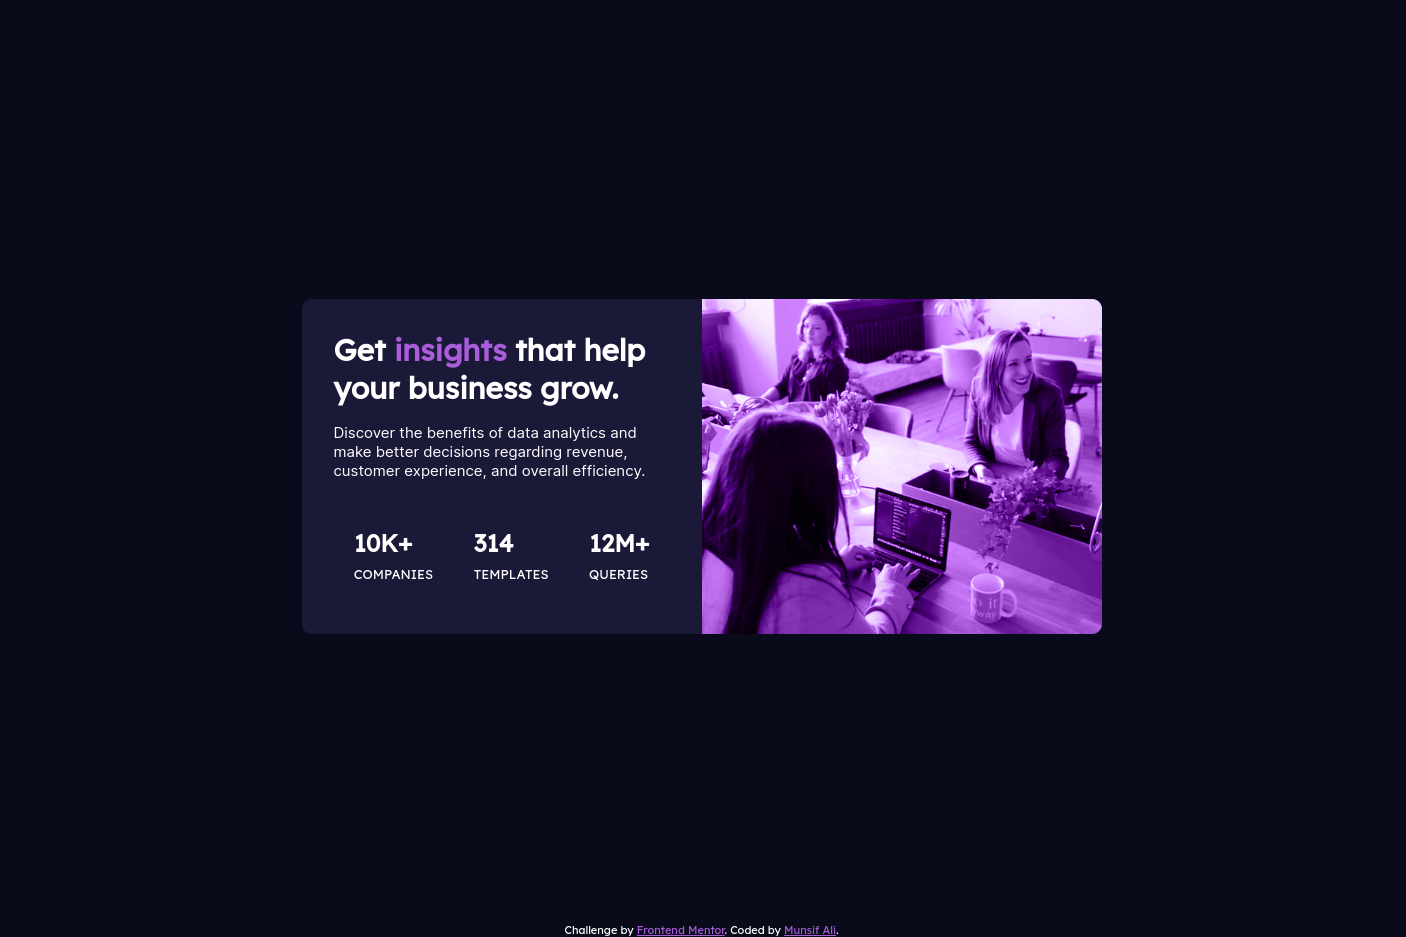 Get insights that help
your business grow.
Discover the benefits of data analytics and
make better decisions regarding revenue,
customer experience, and overall efficiency.
10K+ 314 12M+
COMPANIES TEMPLATES QUERIES
Challenge by Frontend Mentor. Coded by Munsif Ali.